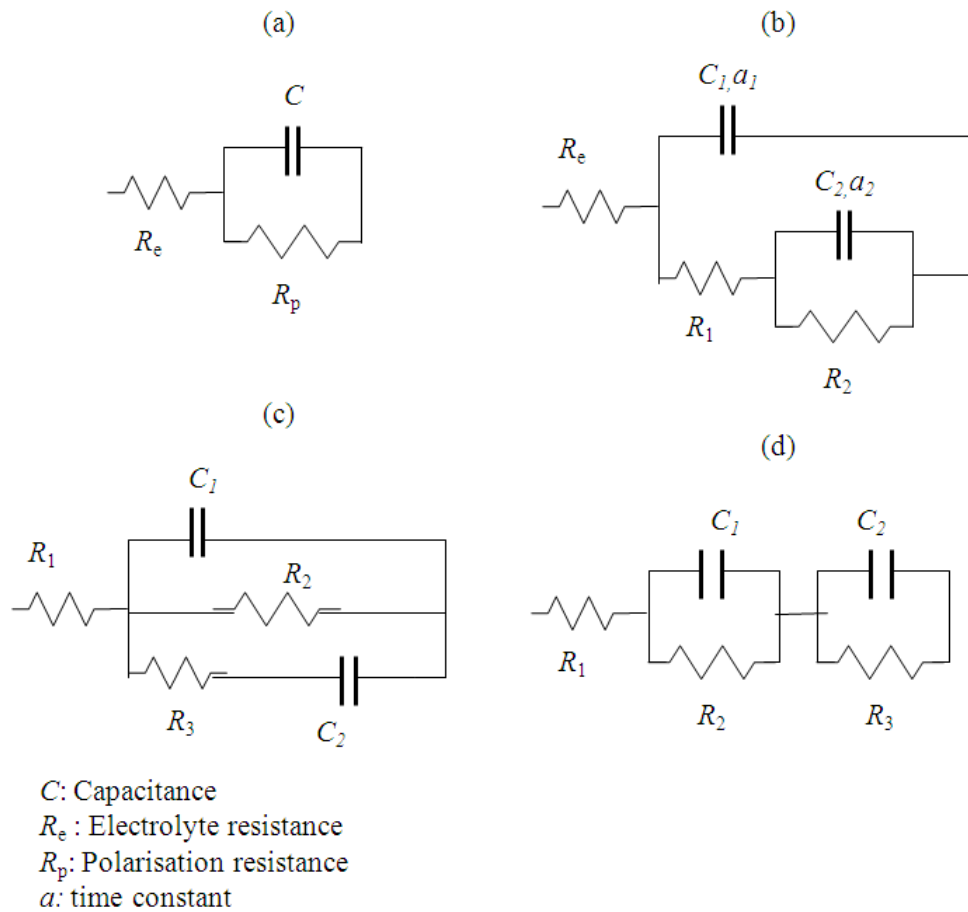 (a)
C
Re
Rp
(b)
C1,a1
Re
C2,a2
R1
R2
(c)
C1
R1
R2
R3
C2
(d)
C1
C2
R1
R2
R3
C: Capacitance
Re : Electrolyte resistance
Rp: Polarisation resistance
a: time constant